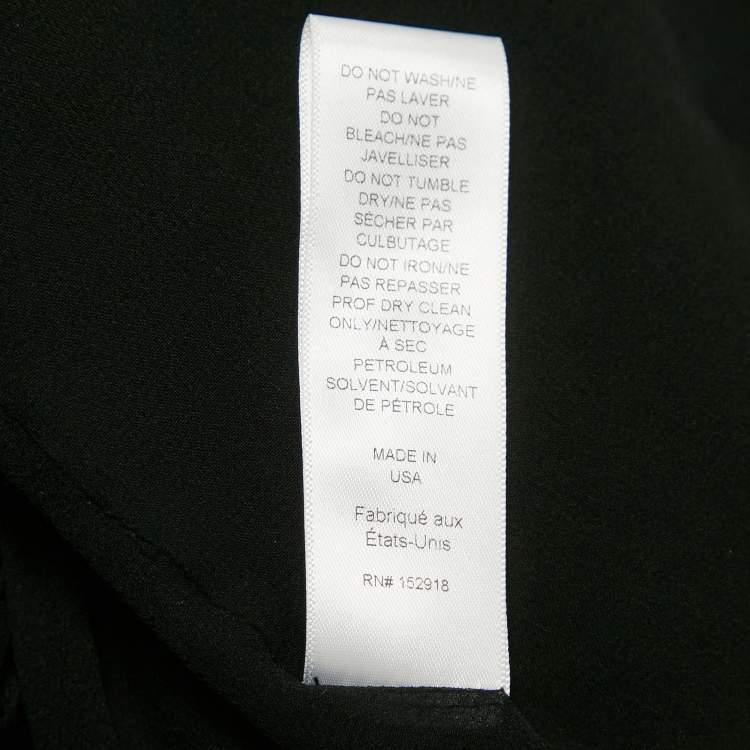 DO NOT WASH/NE
PAS LAVER
DO NOT
BLEACH/NE PAS
JAVELLISER
DO NOT TUMBLE
DRY/NE PAS
SÉCHER PAR
CULBUTAGE
DO NOT IRON/NE
PAS REPASSER
PROF DRY CLEAN
ONLY/NETTOYAGE
À SEC
PETROLEUM
SOLVENT/SOLVANT
DE PÉTROLE
MADE IN
USA
Fabriqué aux
États-Unis
RN# 152918